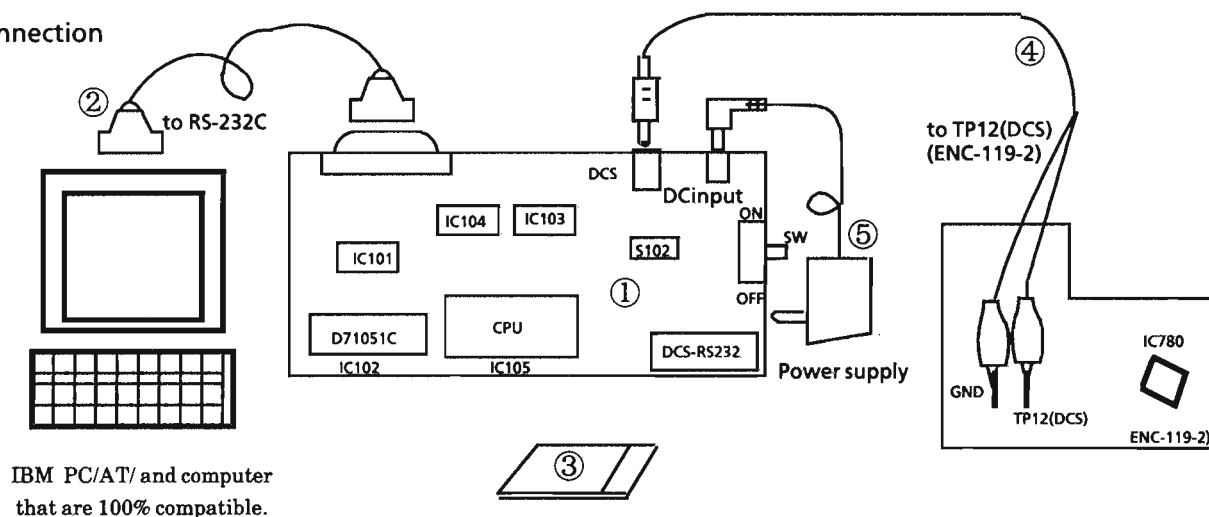 nnection
②
to RS-232C
④
to TP12(DCS)
(ENC-119-2)
DCS
DCinput
ON
SW
OFF
⑤
IC104
IC103
IC101
S102
①
D71051C
CPU
DCS-RS232
IC102
IC105
Power supply
IC780
GND
TP12(DCS)
ENC-119-2)
③
IBM PC/AT/ and computer
that are 100% compatible.